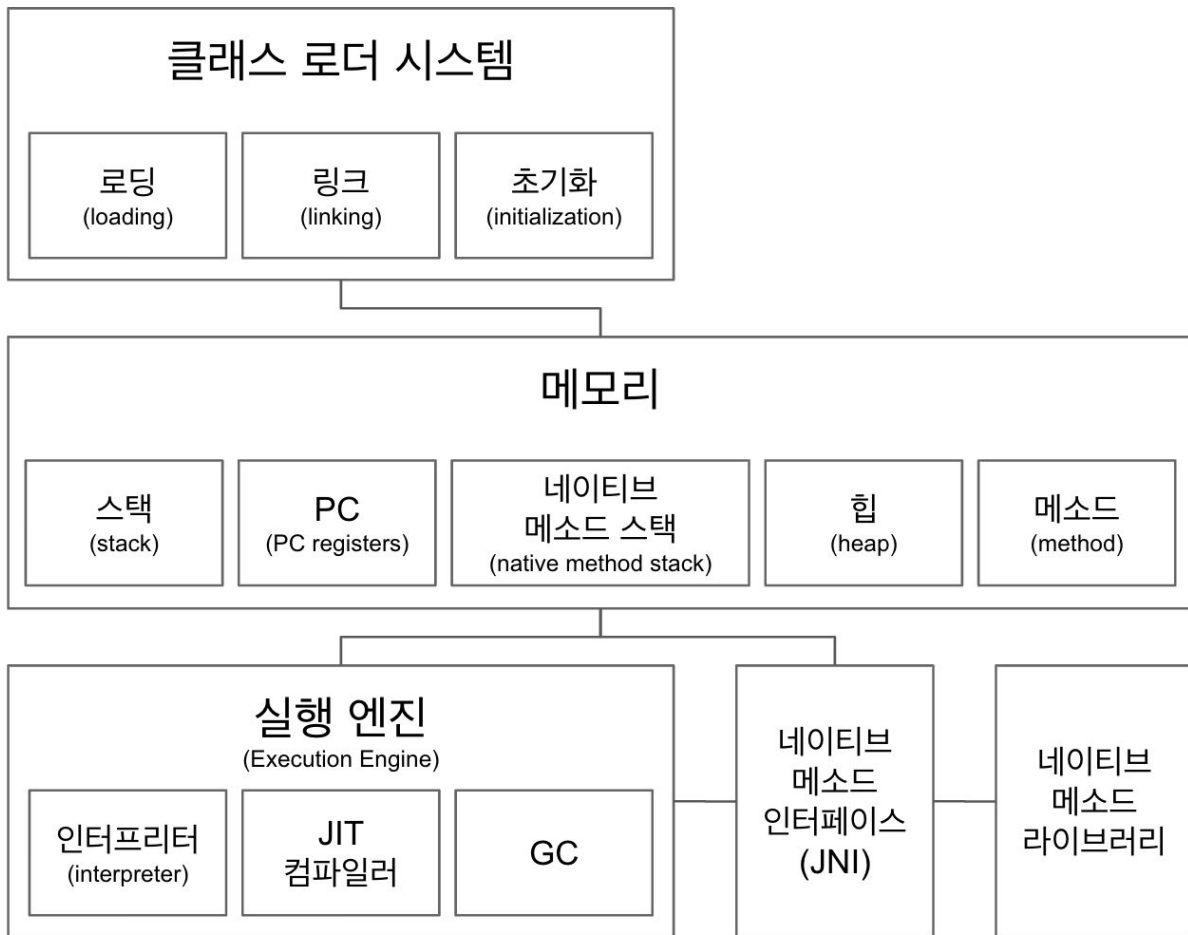 클래스 로더 시스템
로딩
(loading)
링크
(linking)
초기화
(initialization)
메모리
스택
(stack)
PC
(PC registers)
네이티브
메소드 스택
(native method stack)
힙
(heap)
메소드
(method)
실행 엔진
(Execution Engine)
인터프리터
(interpreter)
JIT
컴파일러
GC
네이티브
메소드
인터페이스
(JNI)
네이티브
메소드
라이브러리